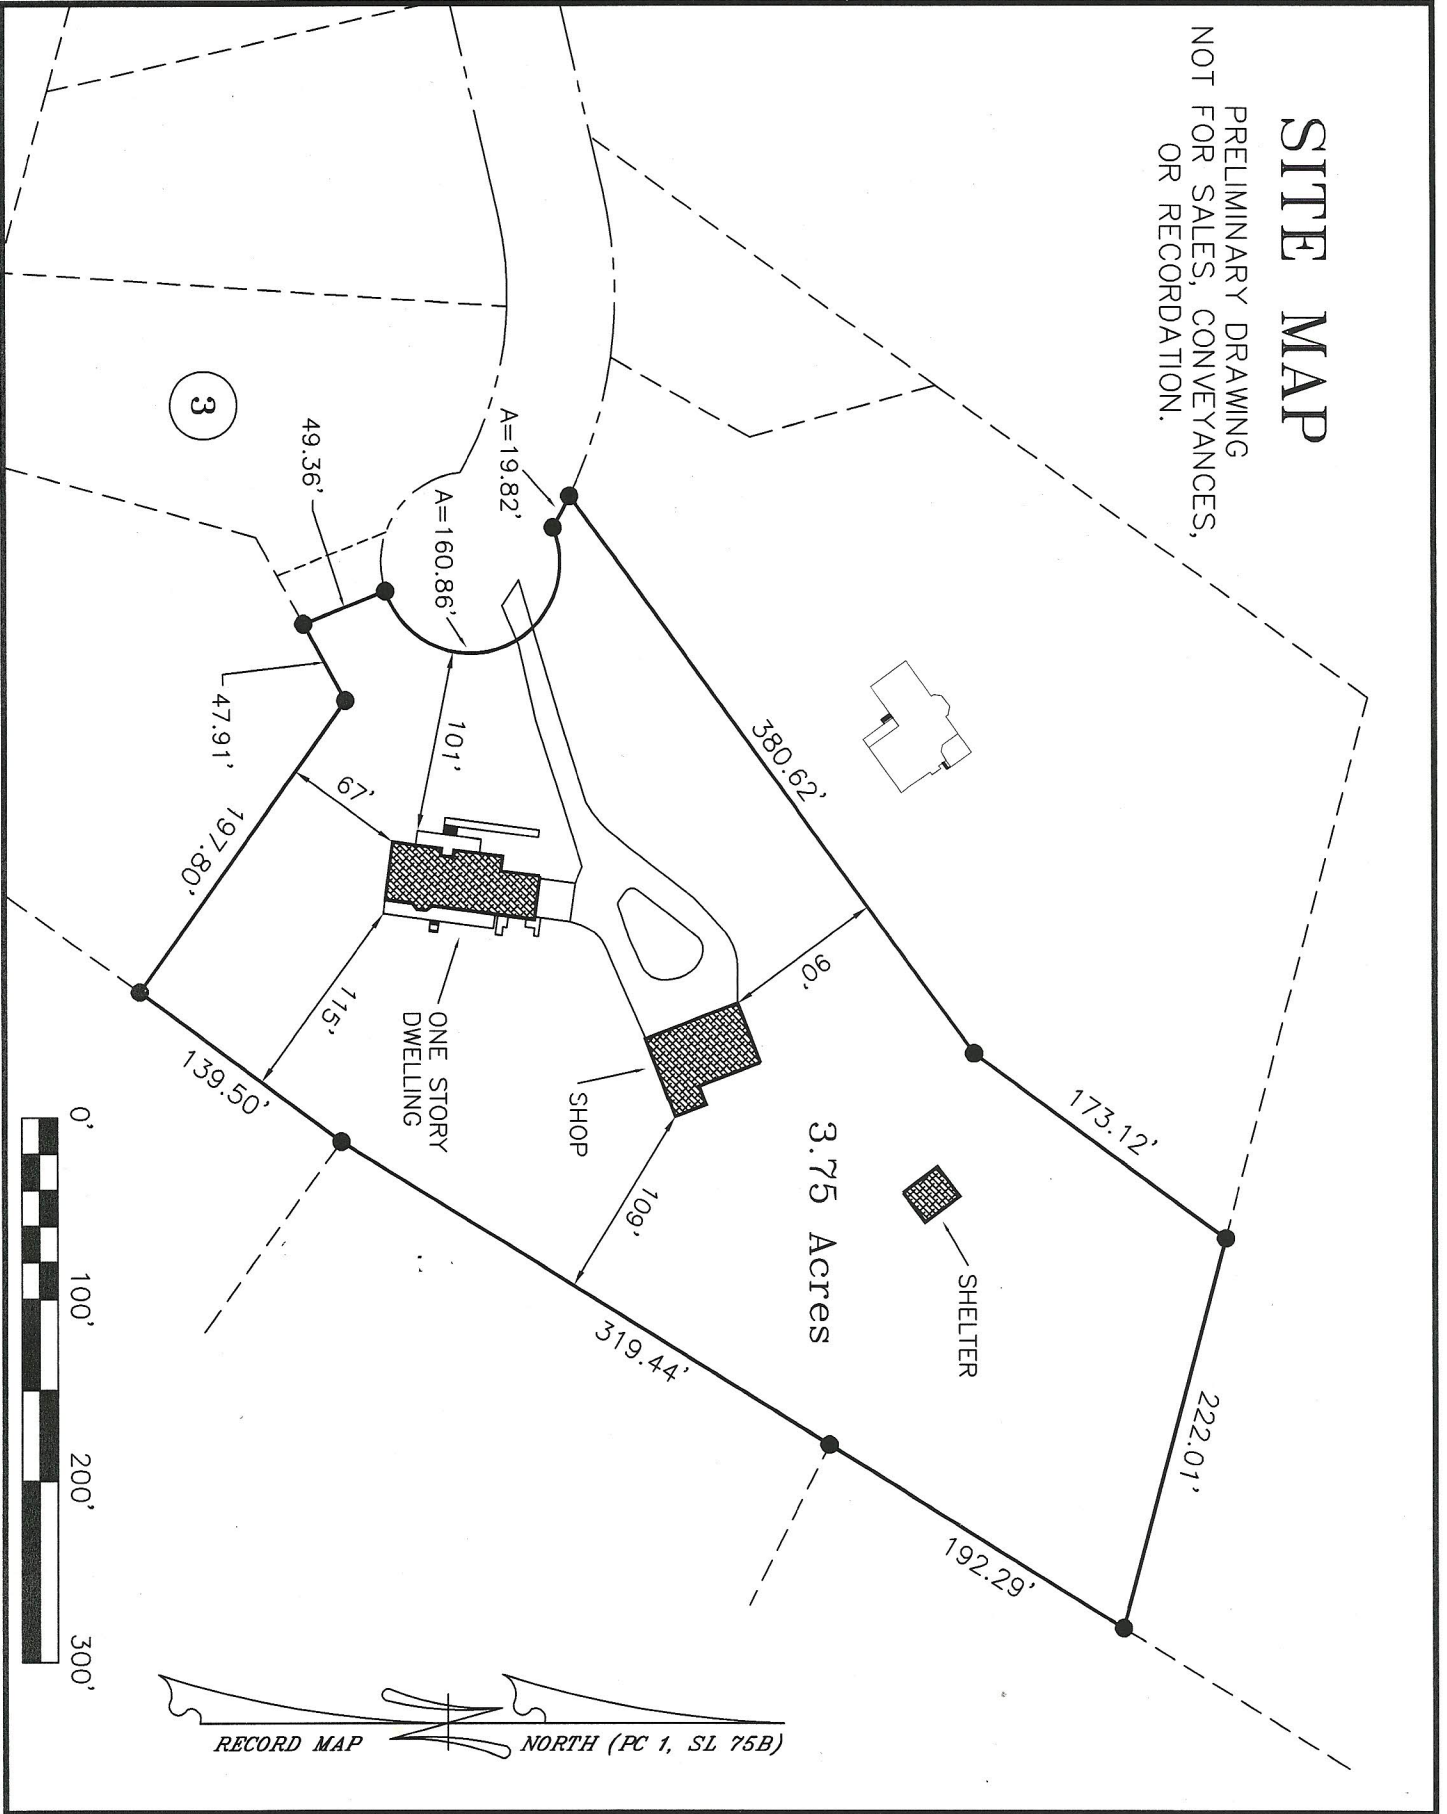 SITE MAP
PRELIMINARY DRAWING
NOT FOR SALES, CONVEYANCES,
OR RECORDATION.
A=19.82'
A=160.86'
49.36'
3
47.91'
380.62'
101'
67'
197.80'
90'
173.12'
115'
139.50'
ONE STORY
DWELLING
SHOP
3.75 Acres
SHELTER
109'
222.01'
319.44'
192.29'
0'
100'
200'
300'
RECORD MAP
NORTH (PC 1, SL 75B)